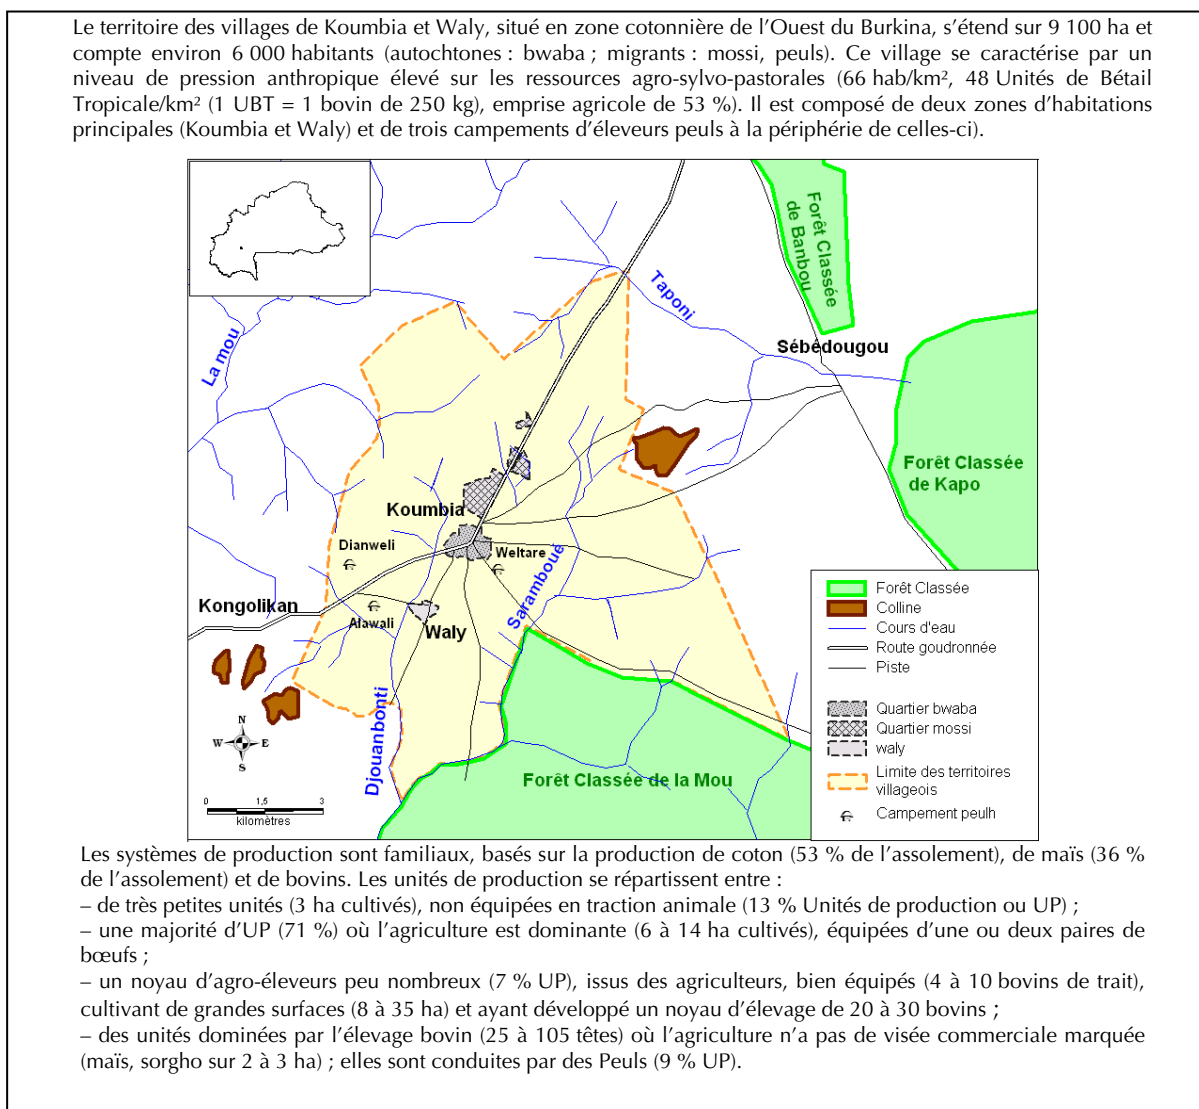 Le territoire des villages de Koumbia et Waly, situé en zone cotonnière de l'Ouest du Burkina, s'étend sur 9 100 ha et
compte environ 6 000 habitants (autochtones : bwaba ; migrants : mossi, peuls). Ce village se caractérise par un
niveau de pression anthropique élevé sur les ressources agro-sylvo-pastorales (66 hab/km², 48 Unités de Bétail
Tropicale/km² (1 UBT = 1 bovin de 250 kg), emprise agricole de 53 %). Il est composé de deux zones d'habitations
principales (Koumbia et Waly) et de trois campements d'éleveurs peuls à la périphérie de celles-ci).
Forêt Classée
de Banbou
Taponi
La mou
Sébédougou
Forêt Classée
de Kapo
Koumbia
Dianweli
Weltare
Saramboue
Kongolikan
Alawali
Waly
Djouanbonti
Forêt Classée de la Mou
N
W
E
S
0 1,5 3
kilomètres
Forêt Classée
Colline
Cours d'eau
Route goudronnée
Piste
Quartier bwaba
Quartier mossi
waly
Limite des territoires
villageois
Campement peulh
Les systèmes de production sont familiaux, basés sur la production de coton (53 % de l'assolement), de maïs (36 %
de l'assolement) et de bovins. Les unités de production se répartissent entre :
– de très petites unités (3 ha cultivés), non équipées en traction animale (13 % Unités de production ou UP) ;
– une majorité d'UP (71 %) où l'agriculture est dominante (6 à 14 ha cultivés), équipées d'une ou deux paires de
bœufs ;
– un noyau d'agro-éleveurs peu nombreux (7 % UP), issus des agriculteurs, bien équipés (4 à 10 bovins de trait),
cultivant de grandes surfaces (8 à 35 ha) et ayant développé un noyau d'élevage de 20 à 30 bovins ;
– des unités dominées par l'élevage bovin (25 à 105 têtes) où l'agriculture n'a pas de visée commerciale marquée
(maïs, sorgho sur 2 à 3 ha) ; elles sont conduites par des Peuls (9 % UP).